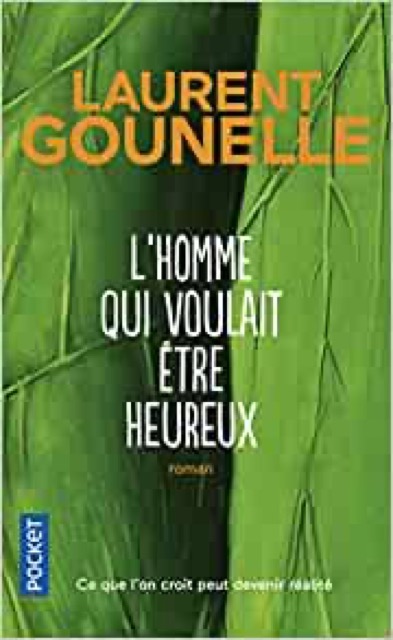 LAURENT
GOUNELLE
L'HOMME
QUI VOULAIT
ÊTRE
HEUREUX
roman
POCKET
Ce que l'on croit peut devenir réalité